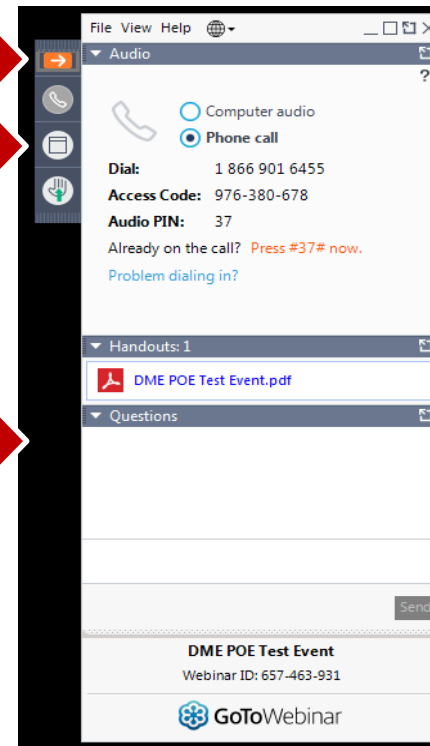 File View Help
Audio
?
Computer audio
Phone call
Dial: 1 866 901 6455
Access Code: 976-380-678
Audio PIN: 37
Already on the call? Press #37# now.
Problem dialing in?
Handouts: 1
DME POE Test Event.pdf
Questions
Send
DME POE Test Event
Webinar ID: 657-463-931
GoToWebinar